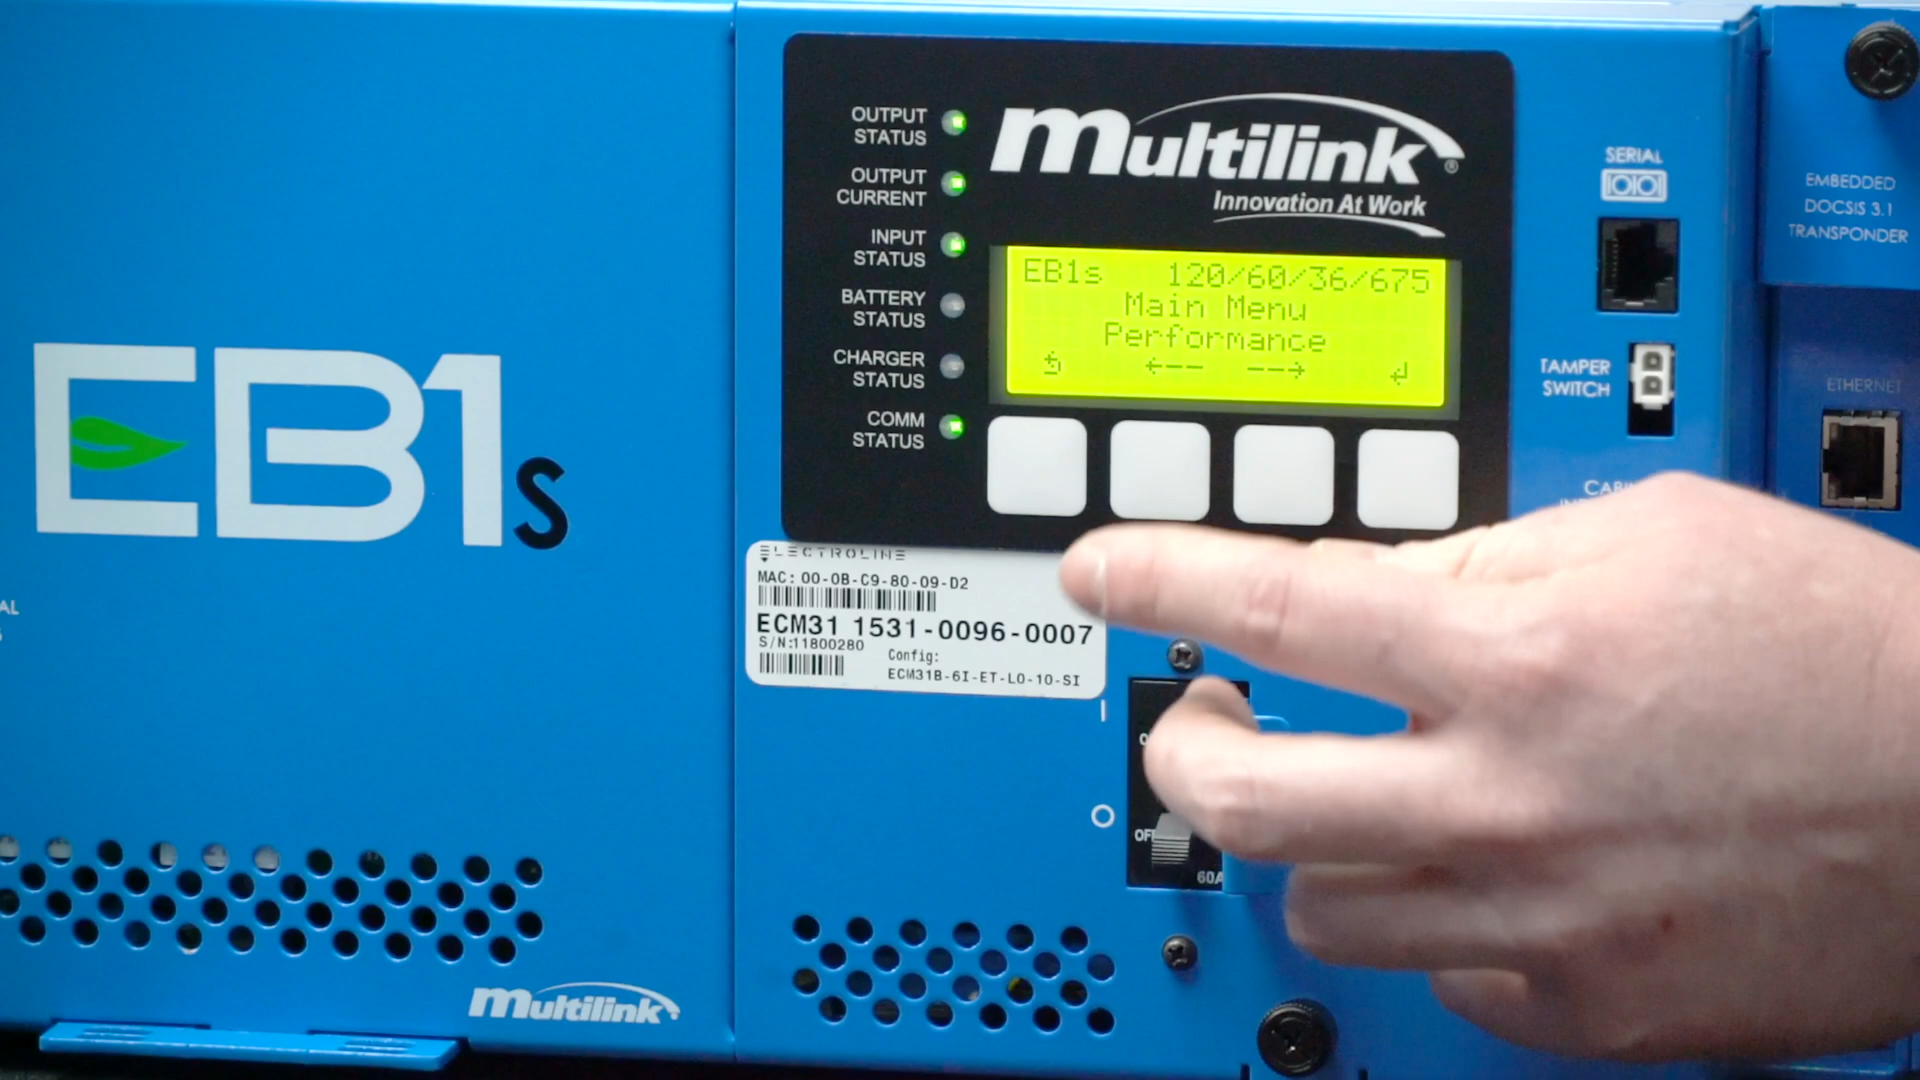 EB1s
Multilink
OUTPUT
STATUS
OUTPUT
CURRENT
INPUT
STATUS
BATTERY
STATUS
CHARGER
STATUS
COMM
STATUS
Multilink®
Innovation At Work
EB1s 120/60/36/675
Main Menu
Performance
ELECTROLINE
MAC: 00-0B-C9-80-09-D2
ECM31 1531-0096-0007
S/N:11800280
Config:
ECM31B-6I-ET-LO-10-SI
SERIAL
TAMPER
SWITCH
EMBEDDED
DOCSIS 3.1
TRANSPONDER
ETHERNET
60A